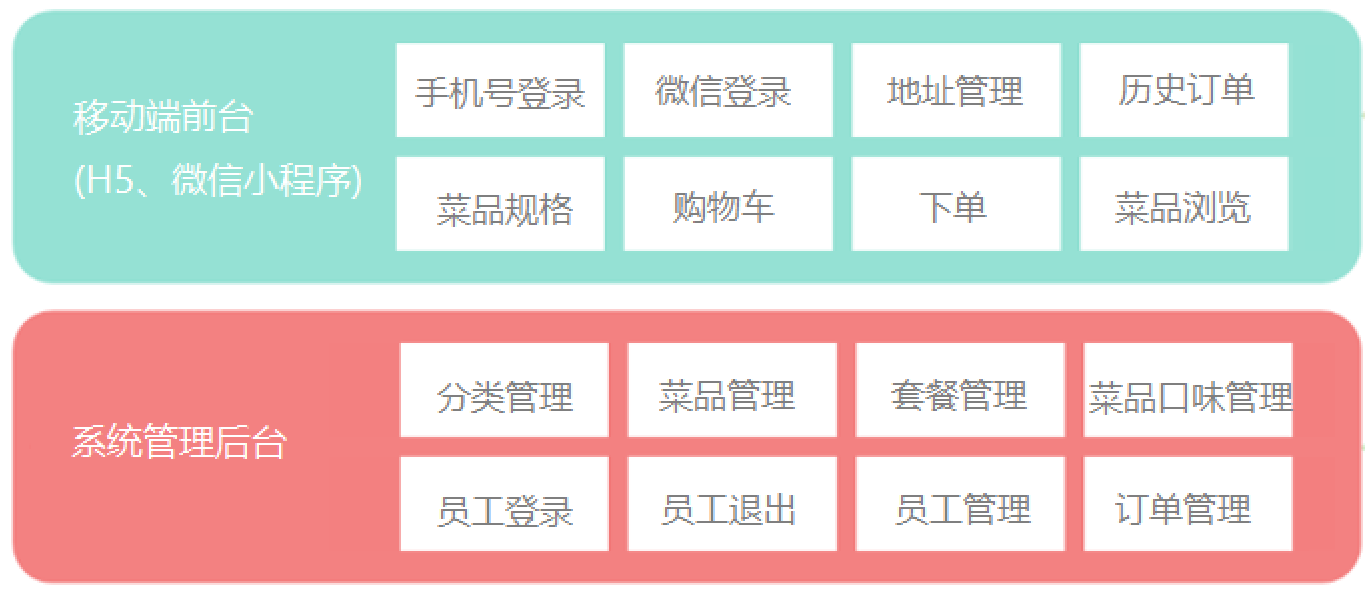 移动端前台
(H5、微信小程序)
手机号登录
微信登录
地址管理
历史订单
菜品规格
购物车
下单
菜品浏览
系统管理后台
分类管理
菜品管理
套餐管理
菜品口味管理
员工登录
员工退出
员工管理
订单管理